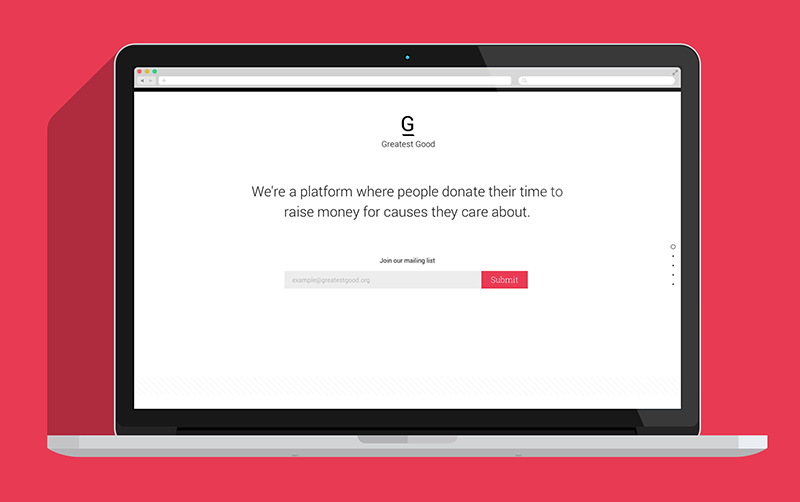 G
Greatest Good
We're a platform where people donate their time to
raise money for causes they care about.
Join our mailing list
example@greatestgood.org
Submit